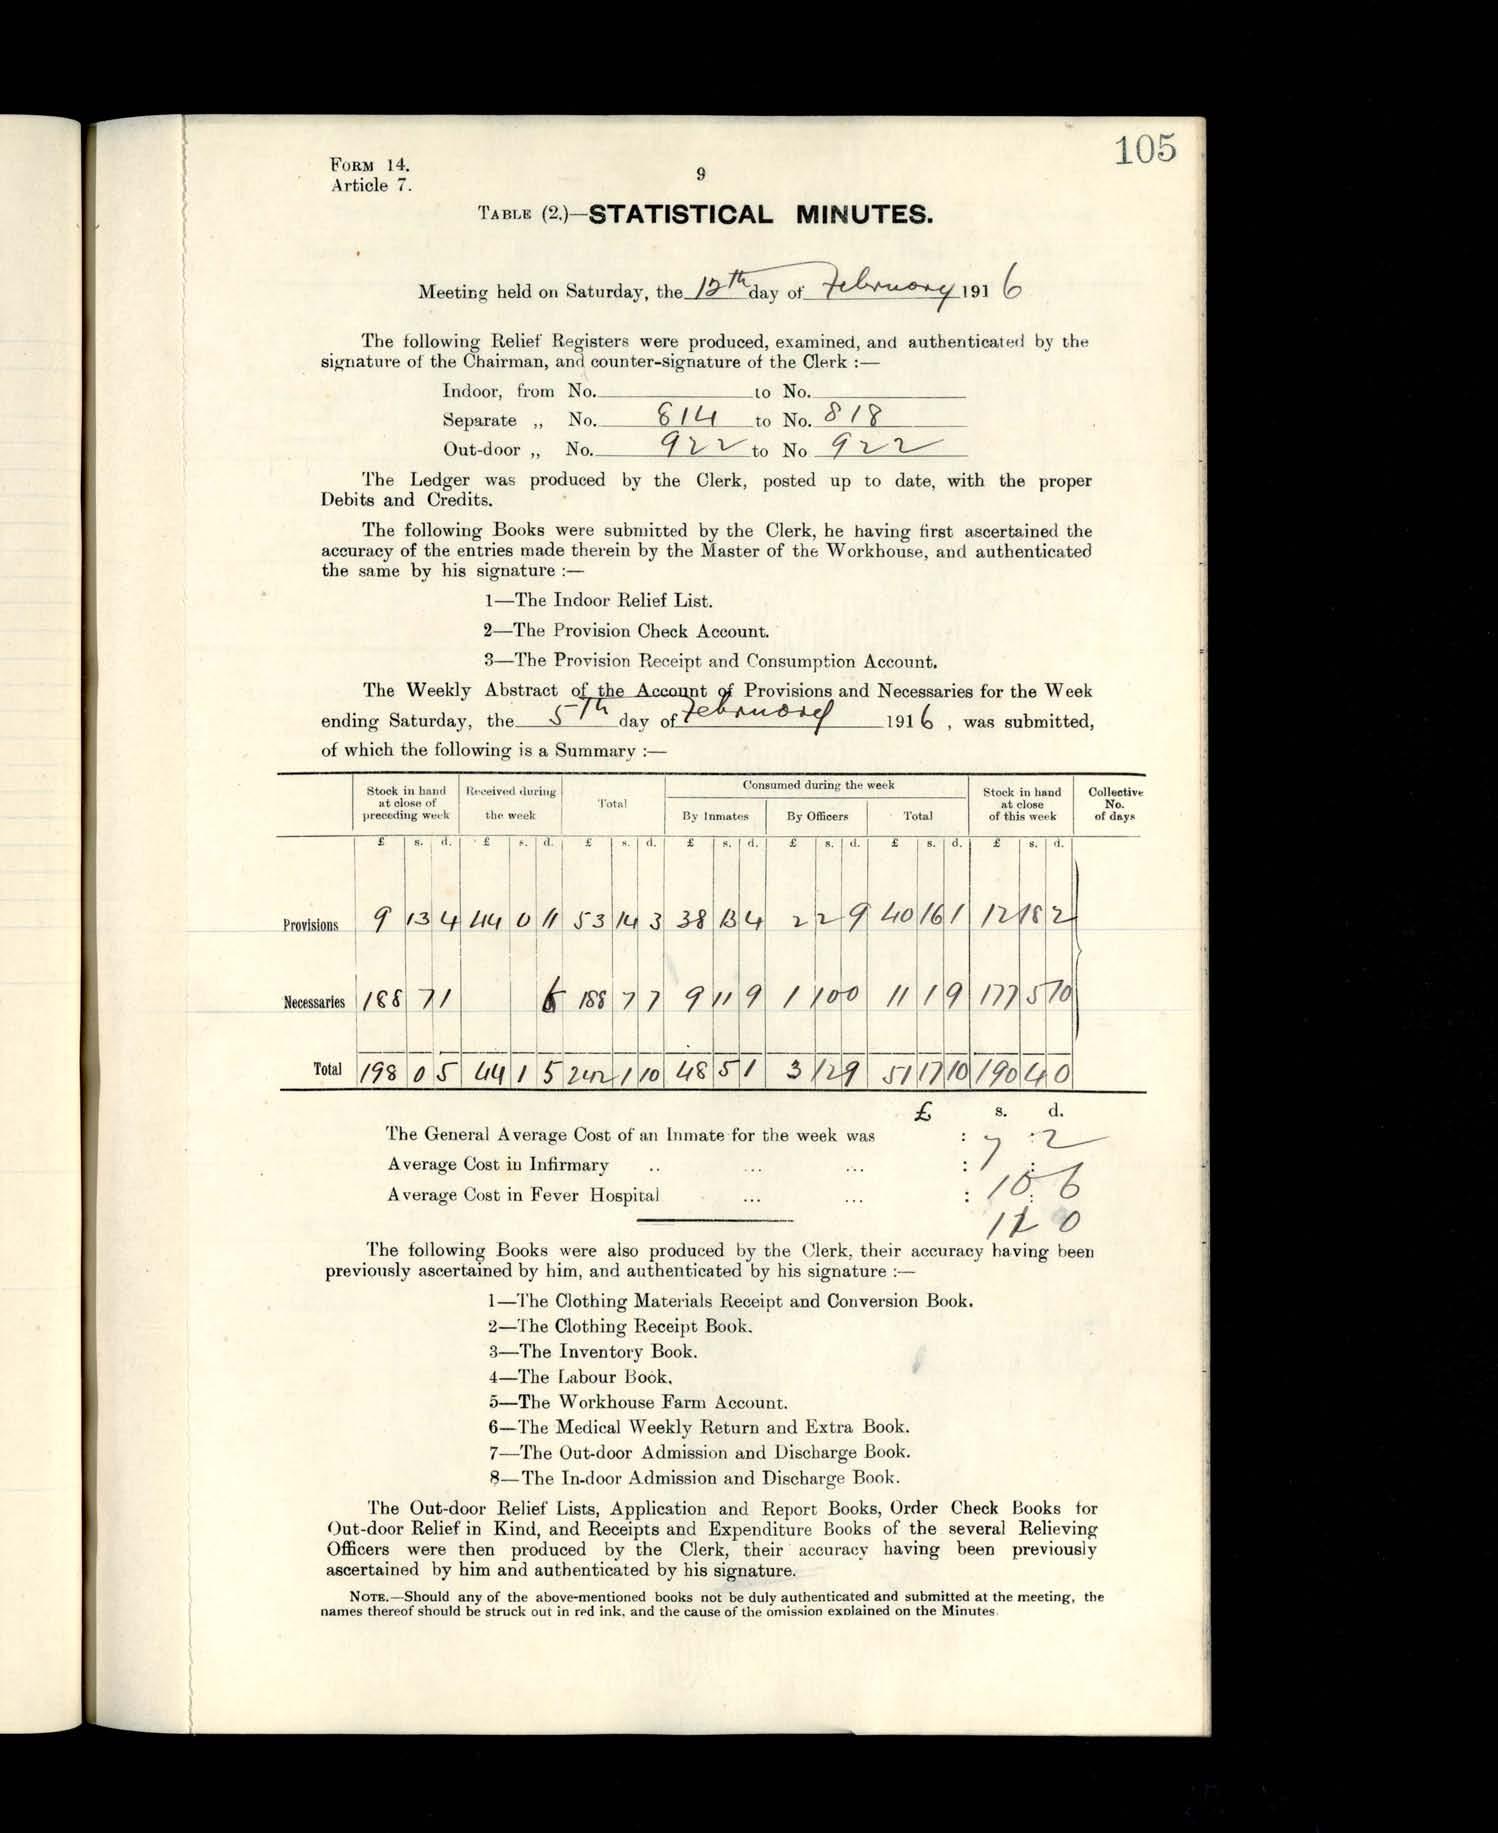 105
FORM 14.
Article 7.
9
TABLE (2.)—STATISTICAL MINUTES.
Meeting held on Saturday, the 12th day of February 1916
The following Relief Registers were produced, examined, and authenticated by the
signature of the Chairman, and counter-signature of the Clerk :—
Indoor, from No. to No.
Separate „ No. 814 to No. 818
Out-door „ No. 922 to No 922
The Ledger was produced by the Clerk, posted up to date, with the proper
Debits and Credits.
The following Books were submitted by the Clerk, he having first ascertained the
accuracy of the entries made therein by the Master of the Workhouse, and authenticated
the same by his signature :—
1—The Indoor Relief List.
2—The Provision Check Account.
3—The Provision Receipt and Consumption Account.
The Weekly Abstract of the Account of Provisions and Necessaries for the Week
ending Saturday, the 5th day of February 1916, was submitted,
of which the following is a Summary :—
Stock in hand at close of preceding week Received during the week Total Consumed during the week Stock in hand at close of this week Collective No. of days
By Inmates By Officers Total
£ s. d. £ s. d. £ s. d. £ s. d. £ s. d. £ s. d. £ s. d.
Provisions 9 13 4 44 0 11 53 14 3 38 13 4 2 2 9 40 16 1 12 18 2
Necessaries 188 7 1 6 188 7 7 9 11 9 1 10 0 11 1 9 177 5 10
Total 198 0 5 44 1 5 242 1 10 48 5 1 3 12 9 51 17 10 190 4 0
£ s. d.
The General Average Cost of an Inmate for the week was : 7 : 2
Average Cost in Infirmary .. ... ... : :
10 6
Average Cost in Fever Hospital ... ... : :
12 0
The following Books were also produced by the Clerk, their accuracy having been
previously ascertained by him, and authenticated by his signature :—
1—The Clothing Materials Receipt and Conversion Book.
2—The Clothing Receipt Book.
3—The Inventory Book.
4—The Labour Book.
5—The Workhouse Farm Account.
6—The Medical Weekly Return and Extra Book.
7—The Out-door Admission and Discharge Book.
8—The In-door Admission and Discharge Book.
The Out-door Relief Lists, Application and Report Books, Order Check Books for
Out-door Relief in Kind, and Receipts and Expenditure Books of the several Relieving
Officers were then produced by the Clerk, their accuracy having been previously
ascertained by him and authenticated by his signature.
NOTE.—Should any of the above-mentioned books not be duly authenticated and submitted at the meeting, the
names thereof should be struck out in red ink, and the cause of the omission explained on the Minutes.